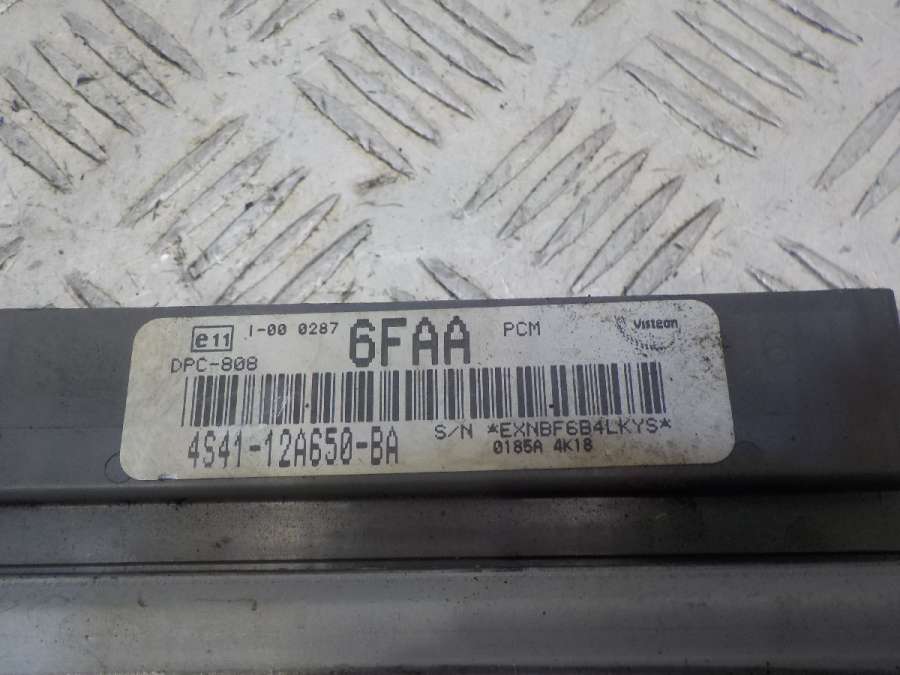 e11 I-00 0287 6FAA PCM Visteon
DPC-808
4S41-12A650-BA S/N *EXNBF6B4LKYS*
0185A 4K18